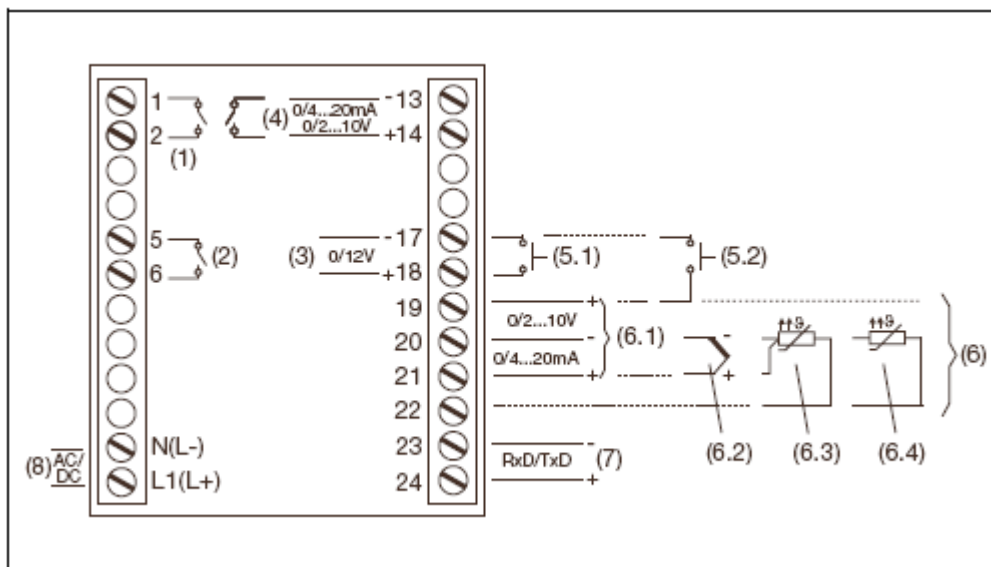 1 (4) 0/4...20mA -13
2 (1) 0/2...10V +14
5 (2) (3) 0/12V -17 (5.1) (5.2)
6 +18
19 + 0/2...10V
20 - (6.1) - ↑↑ϑ ↑↑ϑ (6)
21 0/4...20mA + +
22
N(L-) 23 - (6.2) (6.3) (6.4)
(8) AC/DC RxD/TxD (7)
L1(L+) 24 +